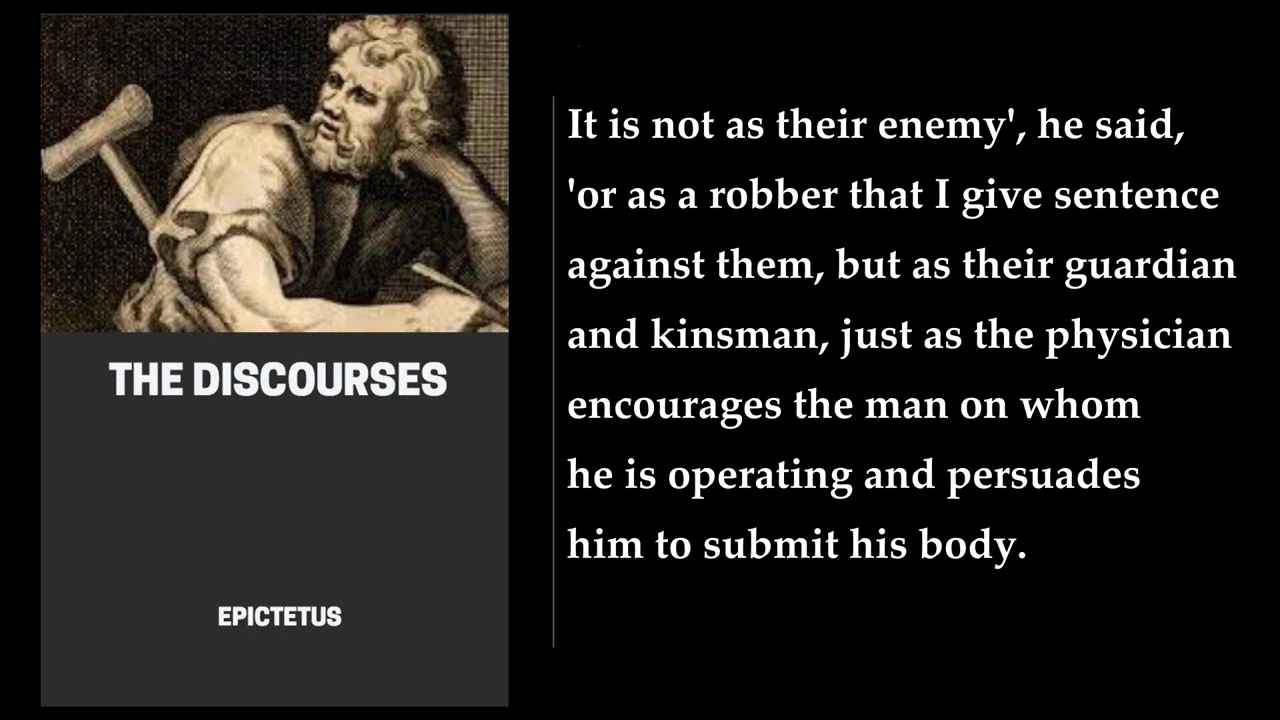 THE DISCOURSES
EPICTETUS
It is not as their enemy', he said,
'or as a robber that I give sentence
against them, but as their guardian
and kinsman, just as the physician
encourages the man on whom
he is operating and persuades
him to submit his body.